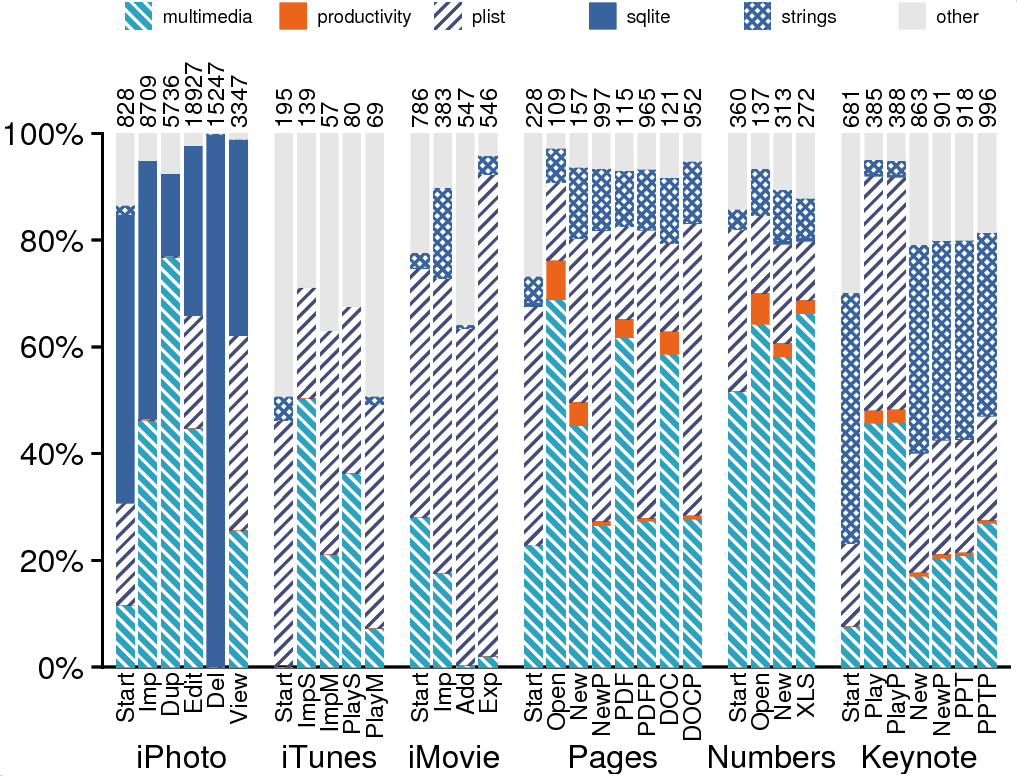 multimedia productivity plist sqlite strings other
828 8709 5736 18927 15247 3347 195 139 57 80 69 786 383 547 546 228 109 157 997 115 965 121 952 360 137 313 272 681 385 388 863 901 918 996
100%
80%
60%
40%
20%
0%
Start Imp Dup Edit Del View Start ImpS ImpM PlayS PlayM Start Imp Add Exp Start Open New NewP PDF PDFP DOC DOCP Start Open New XLS Start Play PlayP New NewP PPT PPTP
iPhoto iTunes iMovie Pages Numbers Keynote